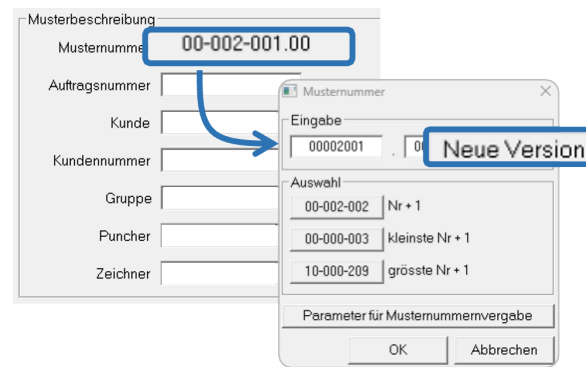 Musterbeschreibung
Musternummer 00-002-001.00
Auftragsnummer
Kunde
Kundennummer
Gruppe
Puncher
Zeichner
Musternummer
Eingabe
00002001 . Neue Version
Auswahl
00-002-002 Nr + 1
00-000-003 kleinste Nr + 1
10-000-209 grösste Nr + 1
Parameter für Musternummernvergabe
OK Abbrechen